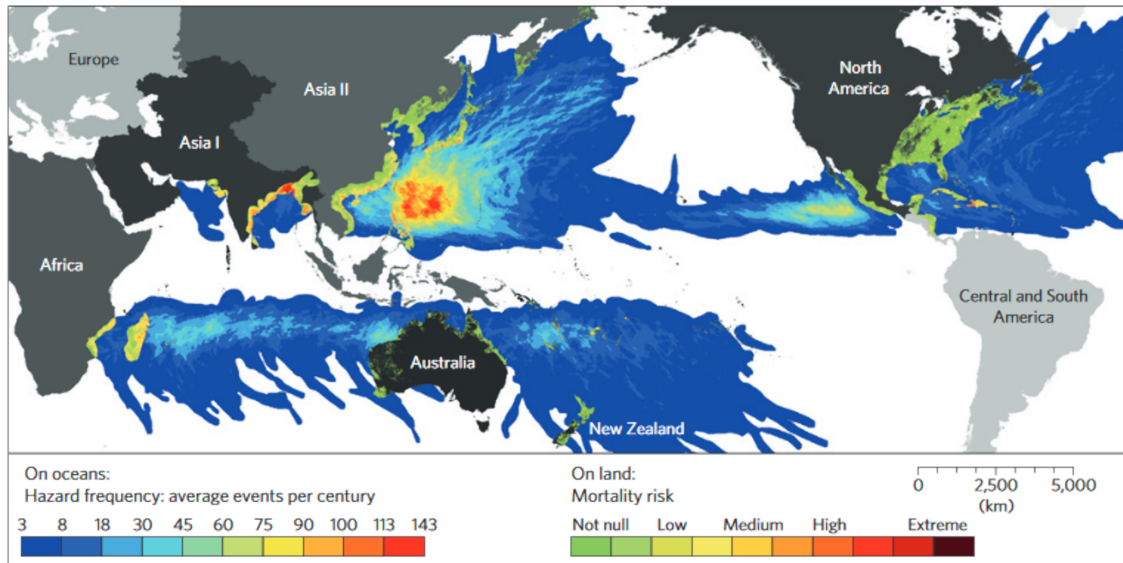 Europe
Asia II
Asia I
North
America
Africa
Central and South
America
Australia
New Zealand
On oceans:
Hazard frequency: average events per century
3 8 18 30 45 60 75 90 100 113 143
On land:
Mortality risk
Not null Low Medium High Extreme
0 2,500 5,000
(km)